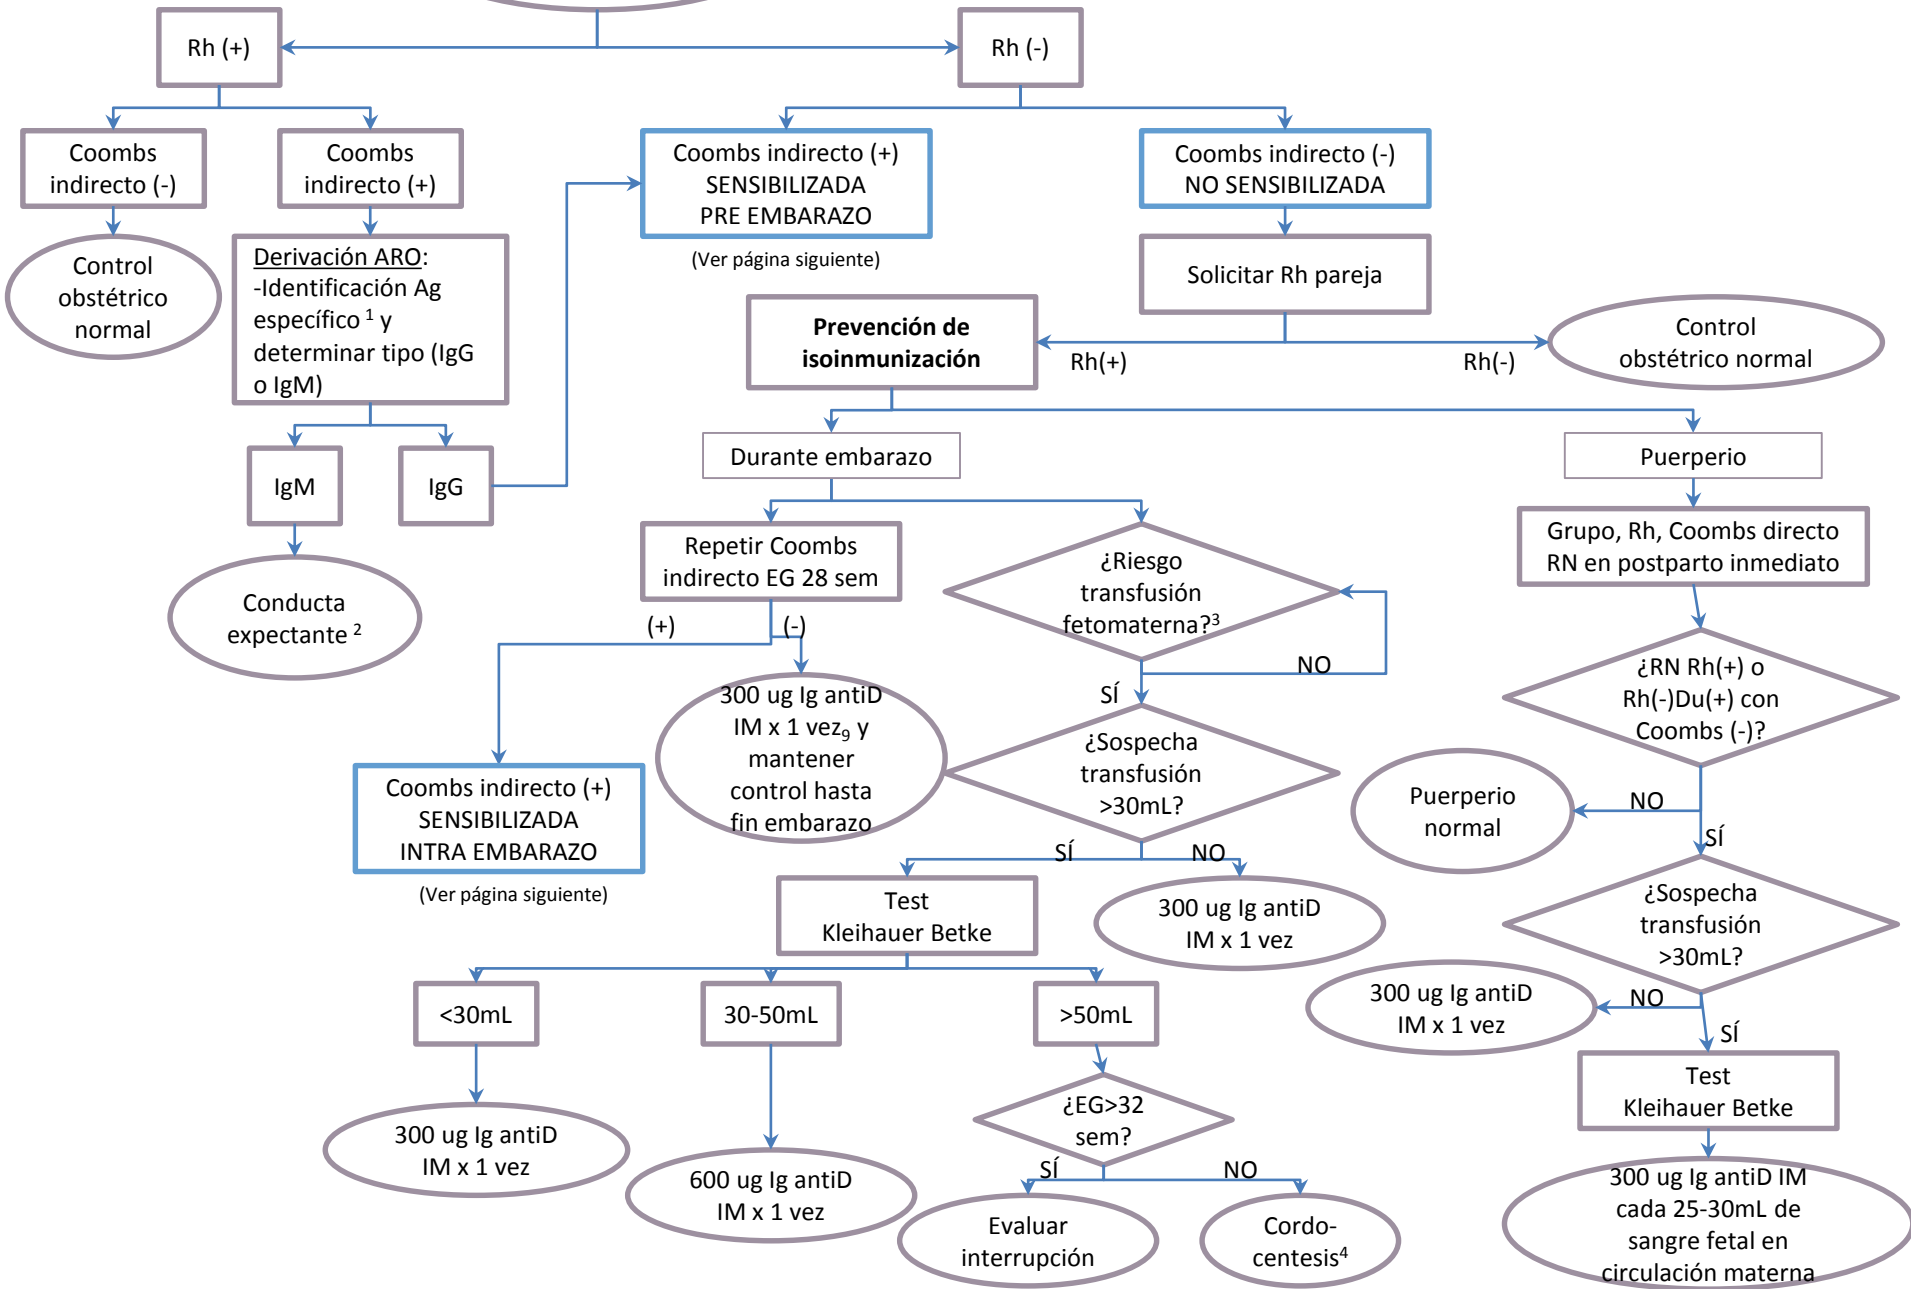 Rh (+)
Rh (-)
Coombs
indirecto (-)
Coombs
indirecto (+)
Coombs indirecto (+)
SENSIBILIZADA
PRE EMBARAZO
(Ver página siguiente)
Coombs indirecto (-)
NO SENSIBILIZADA
Control
obstétrico
normal
Derivación ARO:
-Identificación Ag
específico ¹ y
determinar tipo (IgG
o IgM)
Solicitar Rh pareja
Prevención de
isoinmunización
Rh(+)
Rh(-)
Control
obstétrico normal
IgM
IgG
Durante embarazo
Puerperio
Conducta
expectante ²
Repetir Coombs
indirecto EG 28 sem
(+)
(-)
¿Riesgo
transfusión
fetomaterna?³
NO
SÍ
Grupo, Rh, Coombs directo
RN en postparto inmediato
¿RN Rh(+) o
Rh(-)Du(+) con
Coombs (-)?
300 ug Ig antiD
IM x 1 vez₉ y
mantener
control hasta
fin embarazo
¿Sospecha
transfusión
>30mL?
Coombs indirecto (+)
SENSIBILIZADA
INTRA EMBARAZO
(Ver página siguiente)
Puerperio
normal
NO
SÍ
SÍ
NO
Test
Kleihauer Betke
300 ug Ig antiD
IM x 1 vez
¿Sospecha
transfusión
>30mL?
<30mL
30-50mL
>50mL
300 ug Ig antiD
IM x 1 vez
NO
SÍ
300 ug Ig antiD
IM x 1 vez
600 ug Ig antiD
IM x 1 vez
¿EG>32
sem?
SÍ
NO
Evaluar
interrupción
Cordo-
centesis⁴
Test
Kleihauer Betke
300 ug Ig antiD IM
cada 25-30mL de
sangre fetal en
circulación materna